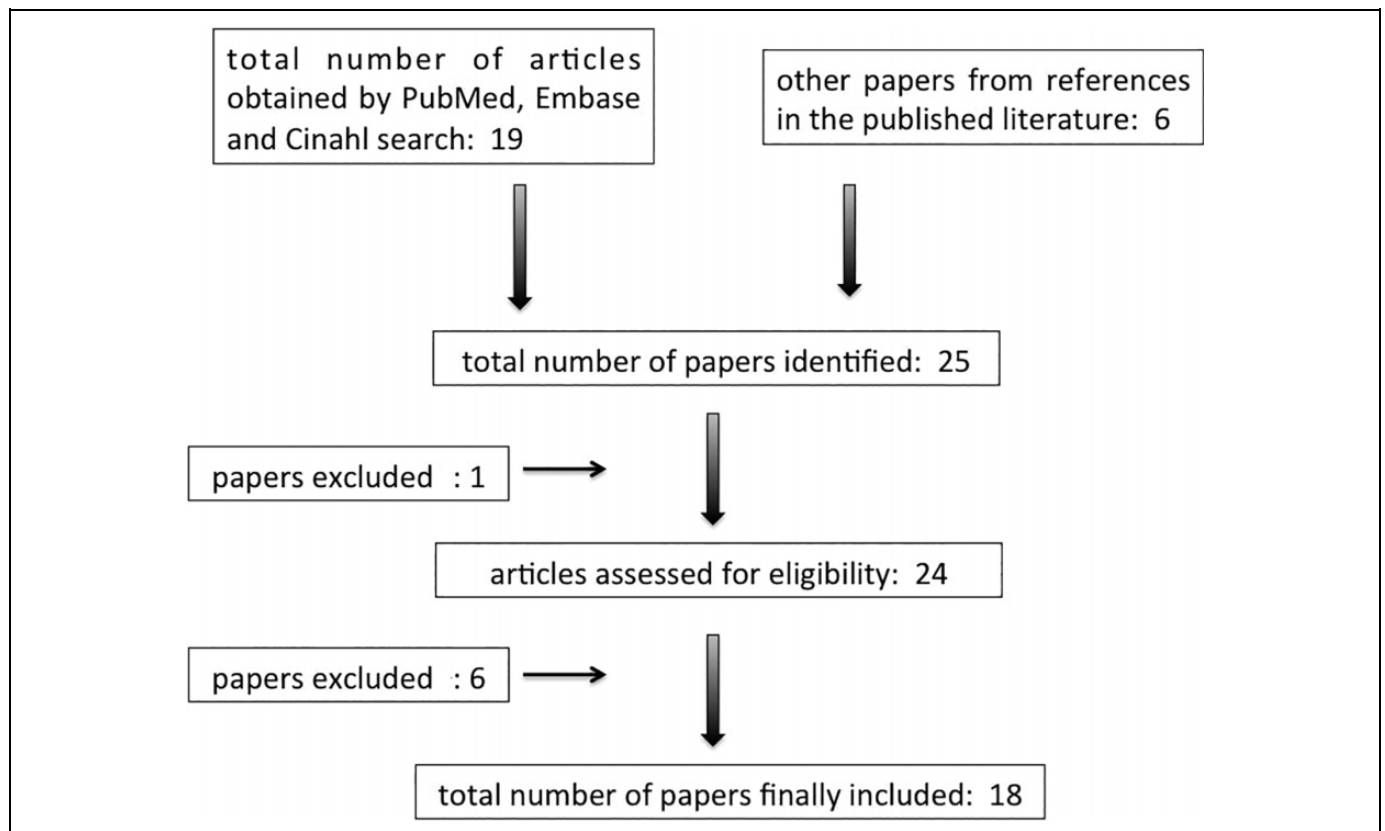 total number of articles
obtained by PubMed, Embase
and Cinahl search: 19
other papers from references
in the published literature: 6
total number of papers identified: 25
papers excluded : 1
articles assessed for eligibility: 24
papers excluded : 6
total number of papers finally included: 18